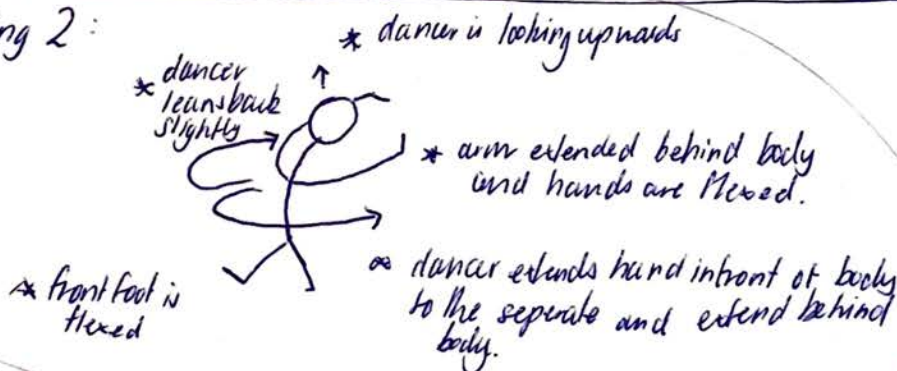 ng 2:
* dancer is looking upwards
* dancer
leans back
slightly
* arm extended behind body
and hands are flexed.
* front foot is
flexed
* dancer extends hand infront of body
to the seperate and extend behind
body.